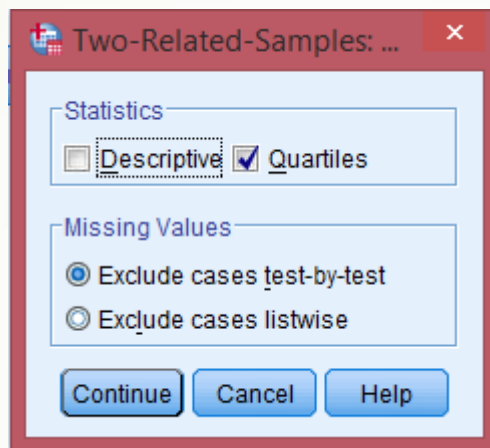 Two-Related-Samples: ...
Statistics
Descriptive Quartiles
Missing Values
Exclude cases test-by-test
Exclude cases listwise
Continue Cancel Help